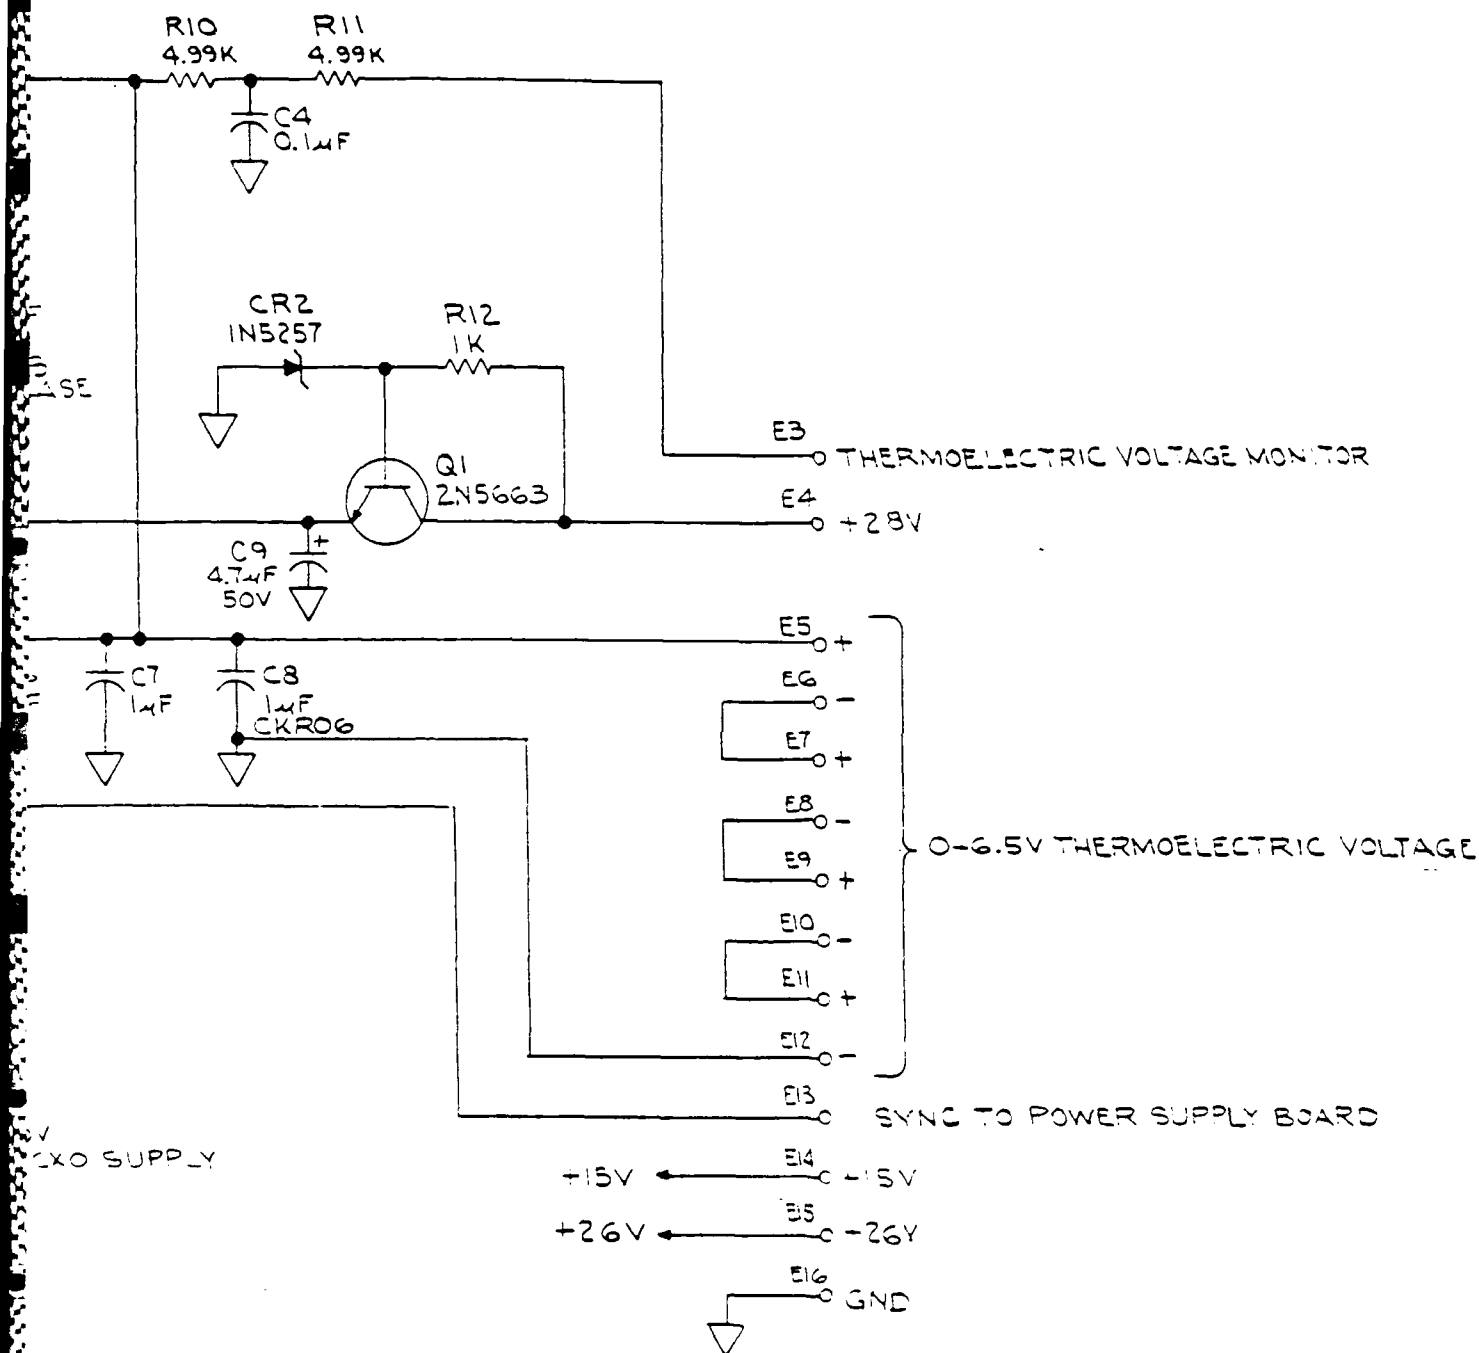 R10
4.99K
R11
4.99K
C4
0.1µF
CR2
1N5257
R12
1K
ASE
E3
THERMOELECTRIC VOLTAGE MONITOR
Q1
2N5663
E4
+28V
C9
4.7µF
50V
+
E5
+
C7
1µF
C8
1µF
CKR06
E6
-
E7
+
E8
-
0-6.5V THERMOELECTRIC VOLTAGE
E9
+
E10
-
E11
+
E12
-
E13
SYNC TO POWER SUPPLY BOARD
V
CXO SUPPLY
+15V
E14
+15V
+26V
E15
+26V
E16
GND